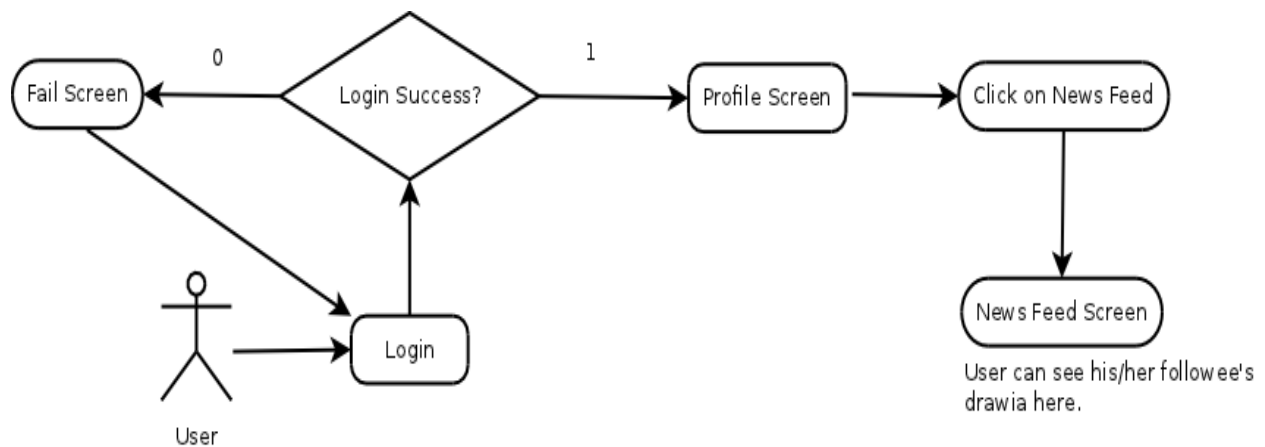 0
1
Fail Screen
Login Success?
Profile Screen
Click on News Feed
News Feed Screen
Login
User can see his/her followee's
drawia here.
User